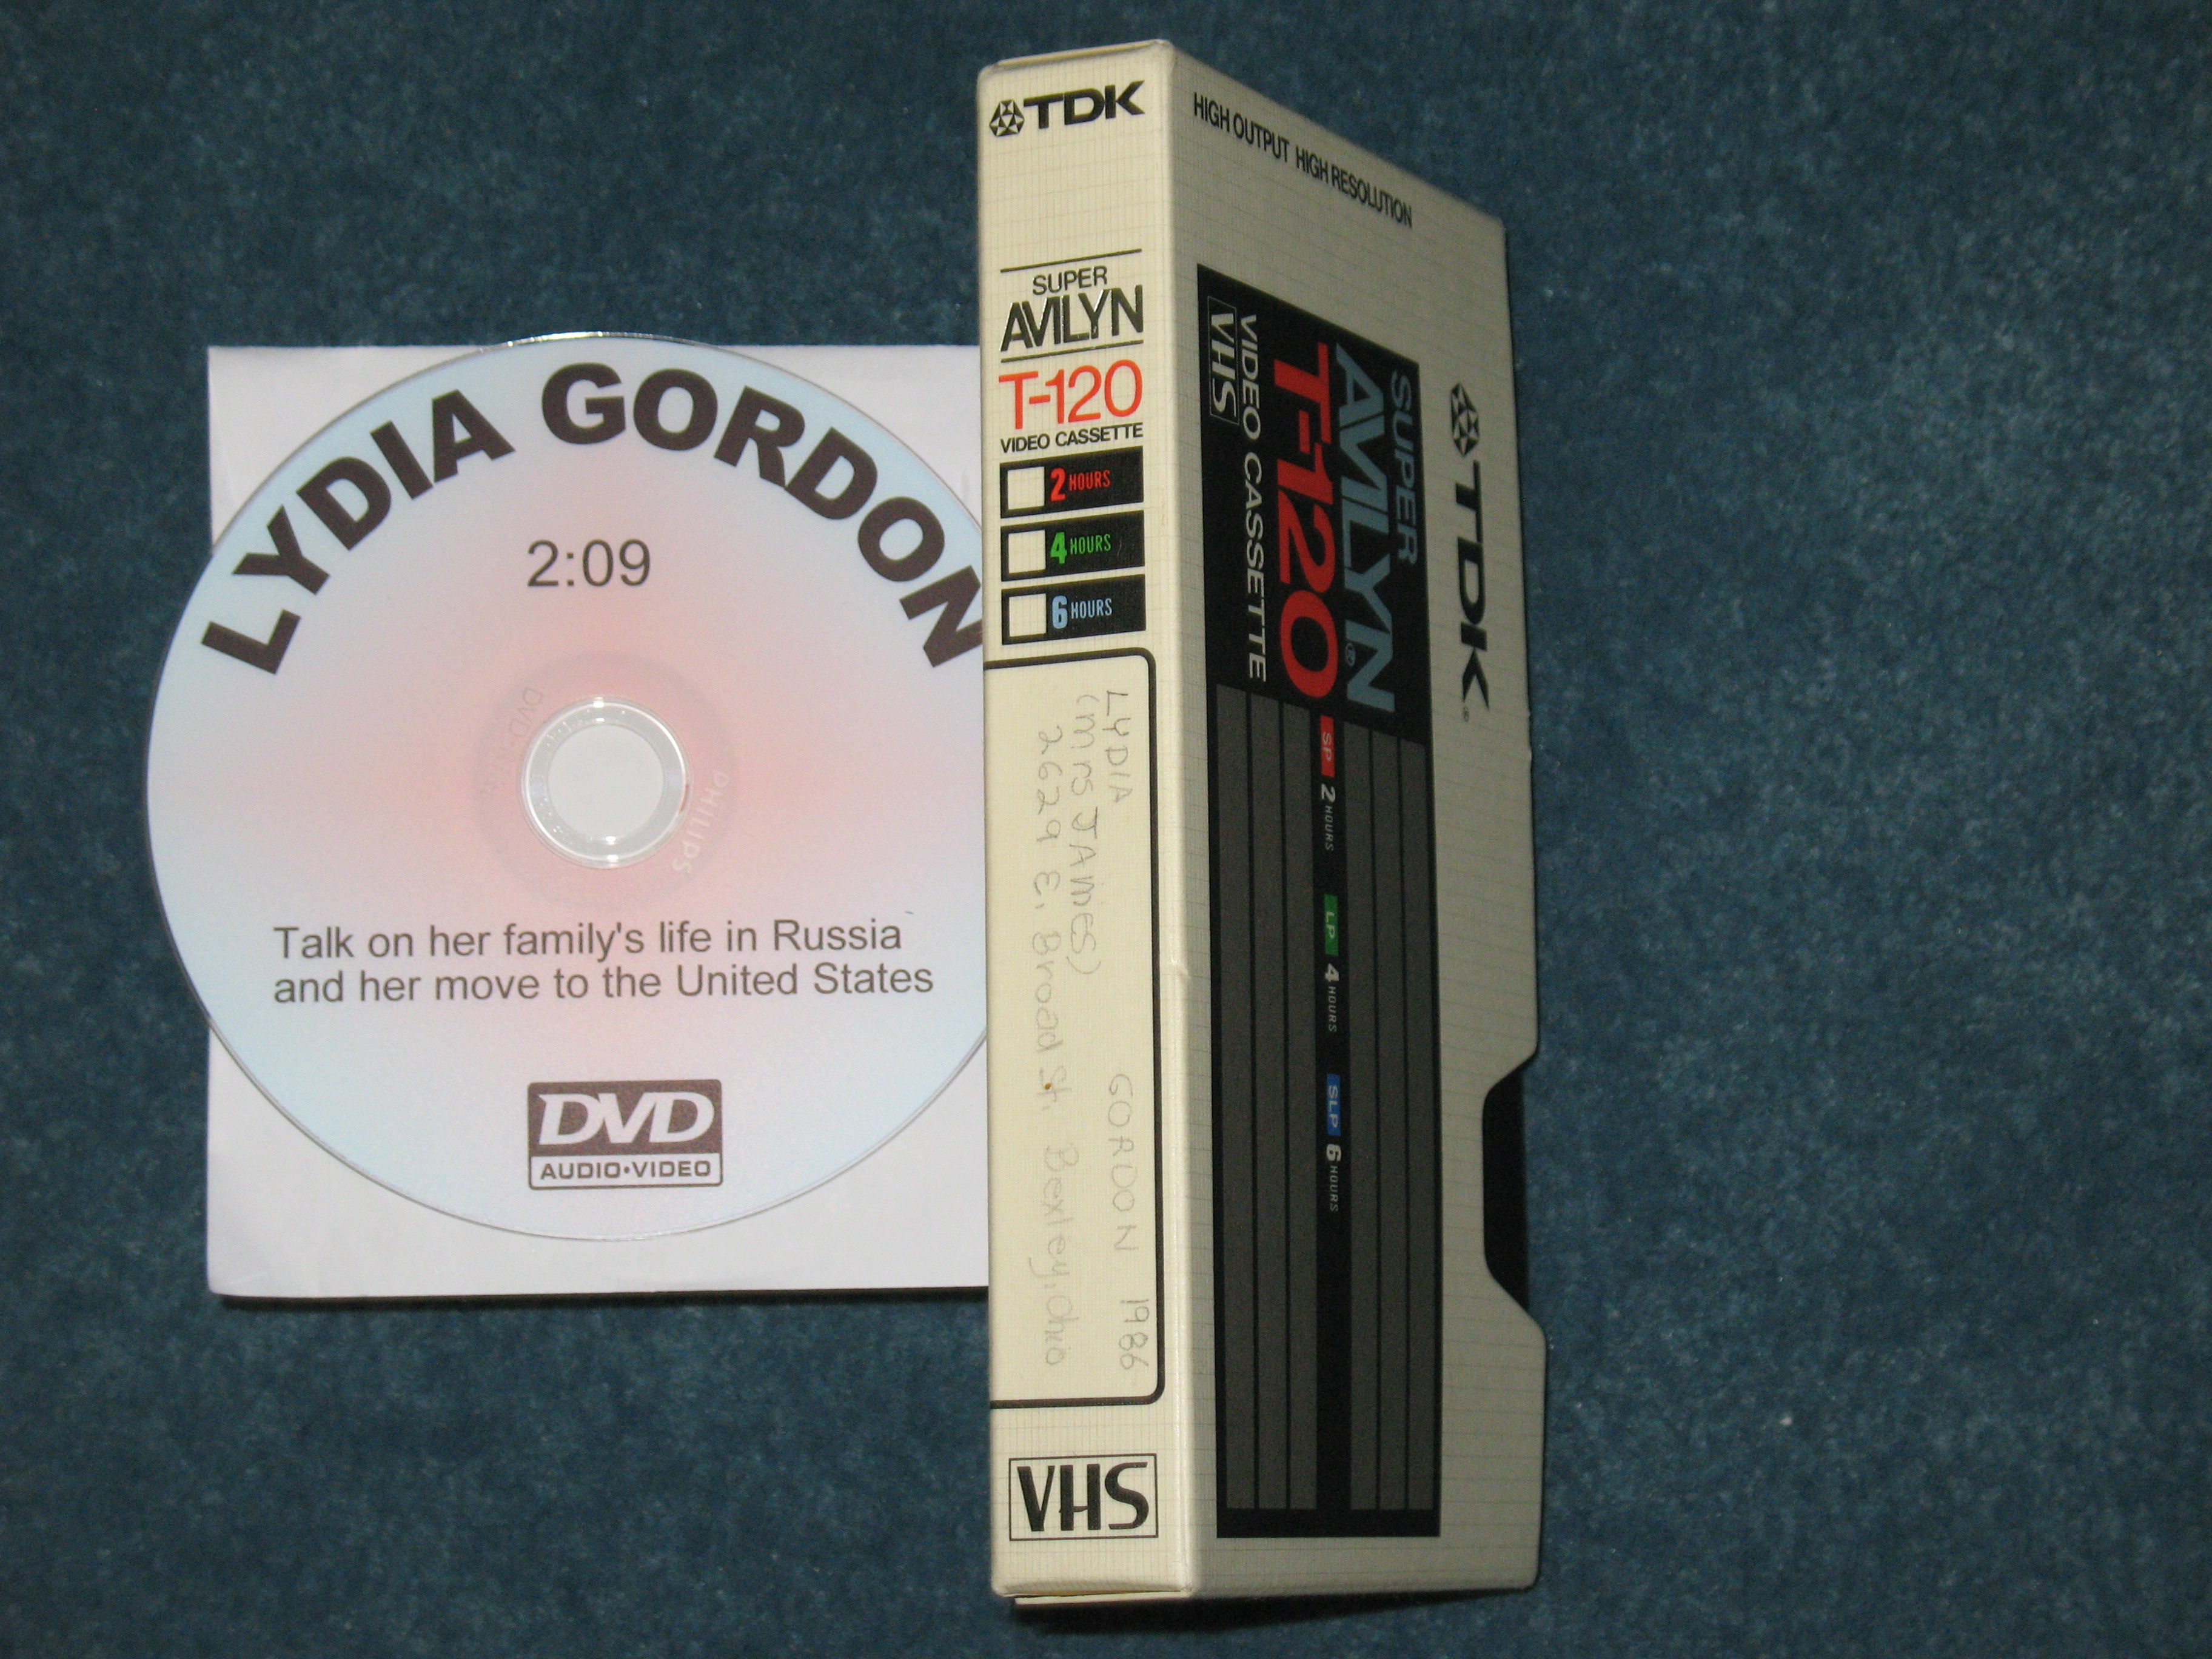 LYDIA GORDON
2:09
PHILIPS
Talk on her family's life in Russia
and her move to the United States
DVD
AUDIO•VIDEO
TDK
SUPER
AVILYN
T-120
VIDEO CASSETTE
2 HOURS
4 HOURS
6 HOURS
LYDIA GORDON 1986
(mrs JAmes)
2629 E. Broad St. Bexley, Ohio
VHS
HIGH OUTPUT HIGH RESOLUTION
TDK®
SUPER
AVILYN®
T-120
VIDEO CASSETTE
VHS
SP 2 HOURS LP 4 HOURS SLP 6 HOURS